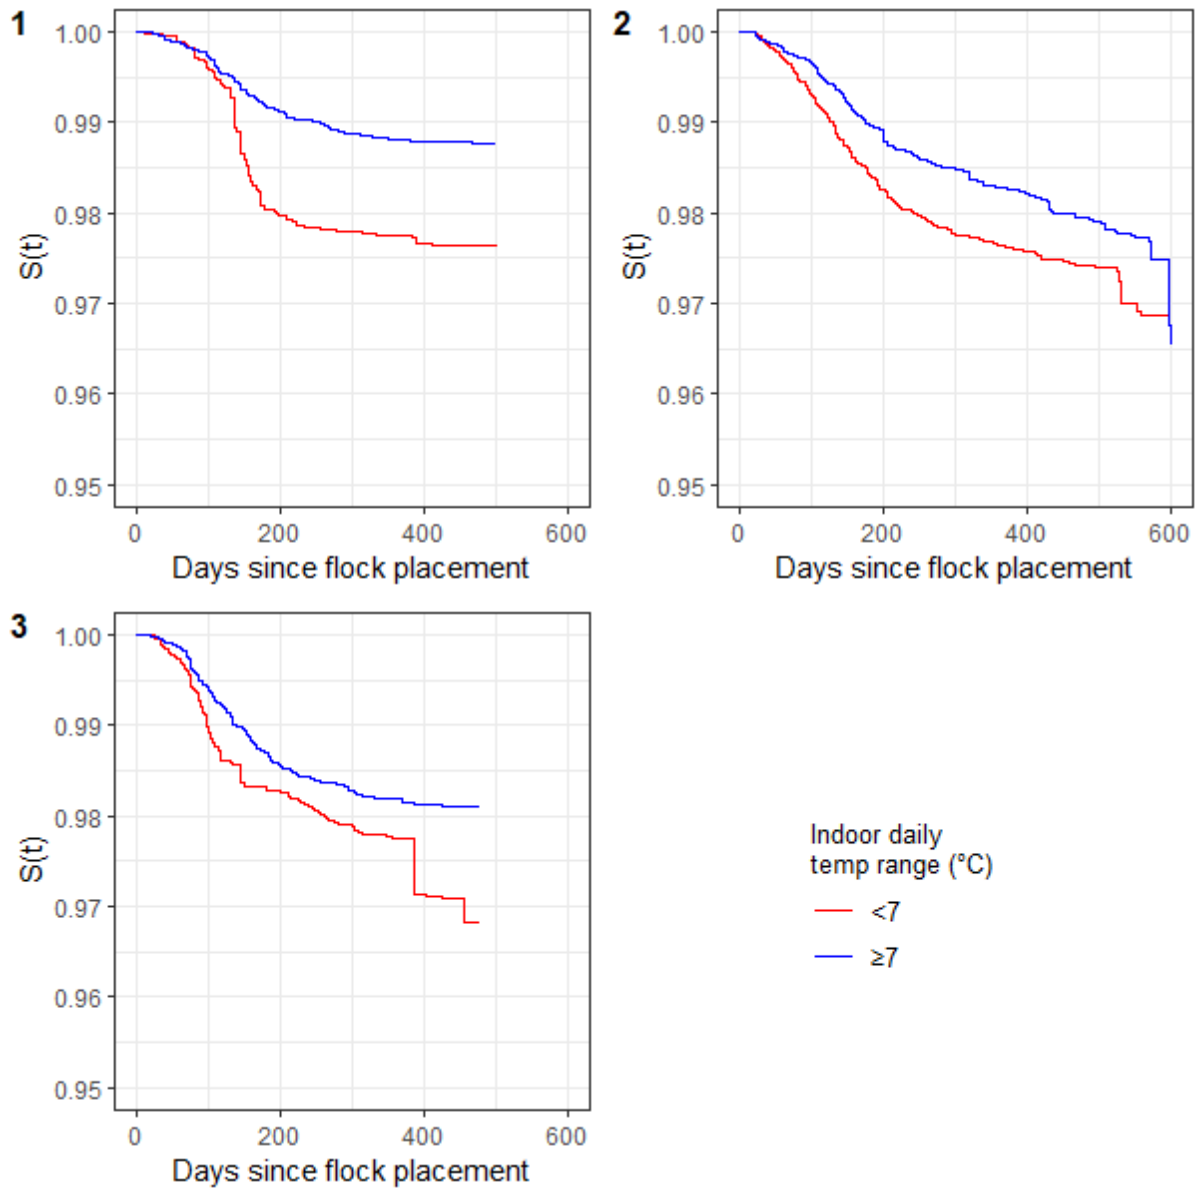 1
1.00
0.99
0.98
0.97
0.96
0.95
S(t)
0 200 400 600
Days since flock placement
2
1.00
0.99
0.98
0.97
0.96
0.95
S(t)
0 200 400 600
Days since flock placement
3
1.00
0.99
0.98
0.97
0.96
0.95
S(t)
0 200 400 600
Days since flock placement
Indoor daily
temp range (°C)
<7
≥7